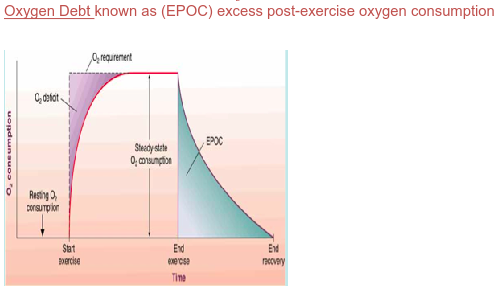 Oxygen Debt known as (EPOC) excess post-exercise oxygen consumption
O₂ requirement
O₂ deficit
Steady-state
O₂ consumption
EPOC
Resting O₂
consumption
O₂ consumption
Start
exercise
End
exercise
End
recovery
Time